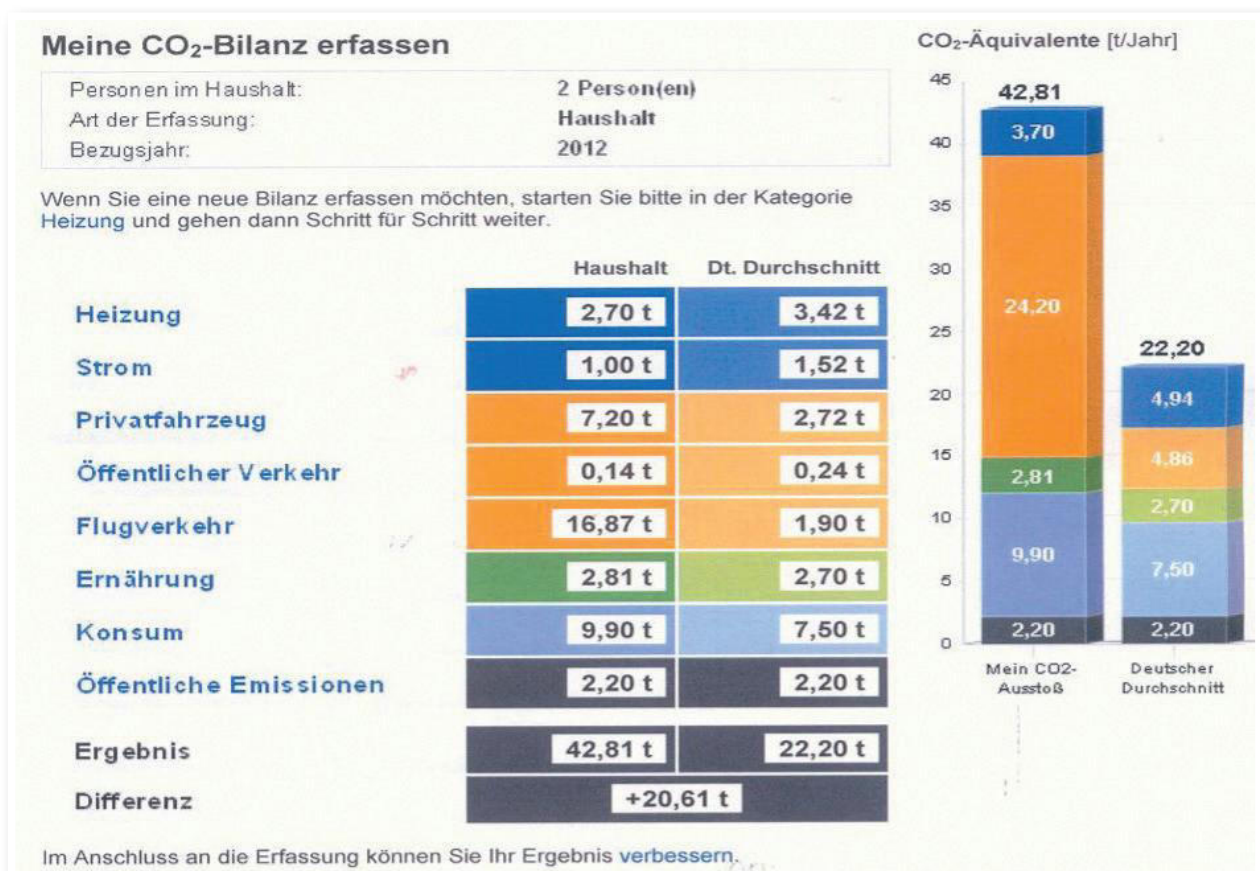 Meine CO₂-Bilanz erfassen
Personen im Haushalt: 2 Person(en)
Art der Erfassung: Haushalt
Bezugsjahr: 2012
Wenn Sie eine neue Bilanz erfassen möchten, starten Sie bitte in der Kategorie
Heizung und gehen dann Schritt für Schritt weiter.
Haushalt Dt. Durchschnitt
Heizung 2,70 t 3,42 t
Strom 1,00 t 1,52 t
Privatfahrzeug 7,20 t 2,72 t
Öffentlicher Verkehr 0,14 t 0,24 t
Flugverkehr 16,87 t 1,90 t
Ernährung 2,81 t 2,70 t
Konsum 9,90 t 7,50 t
Öffentliche Emissionen 2,20 t 2,20 t
Ergebnis 42,81 t 22,20 t
Differenz +20,61 t
Im Anschluss an die Erfassung können Sie Ihr Ergebnis verbessern.
CO₂-Äquivalente [t/Jahr]
45
40
35
30
25
20
15
10
5
0
42,81
3,70
24,20
2,81
9,90
2,20
22,20
4,94
4,86
2,70
7,50
2,20
Mein CO2-
Ausstoß
Deutscher
Durchschnitt